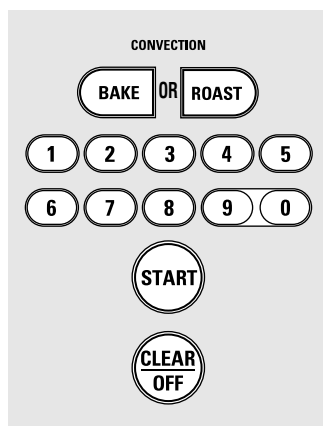 CONVECTION
BAKE OR ROAST
1 2 3 4 5
6 7 8 9 0
START
CLEAR
OFF